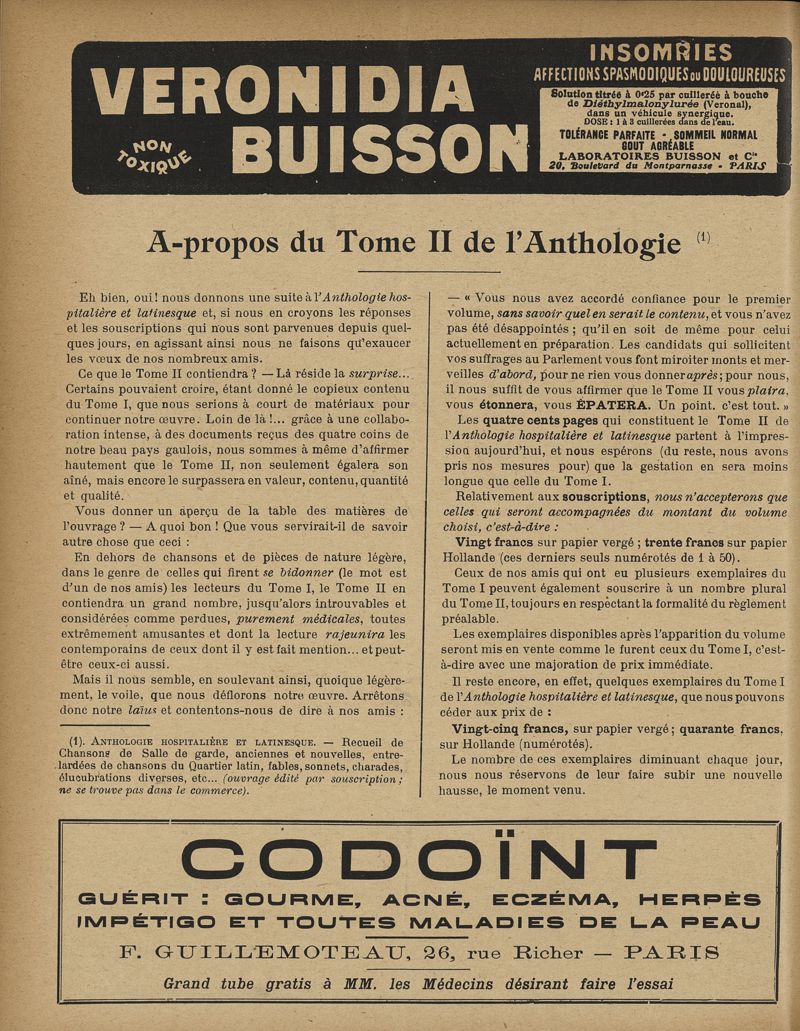 VERONIDIA
BUISSON
NON
TOXIQUE
INSOMNIES
AFFECTIONS SPASMODIQUES OU DOULOUREUSES
Solution titrée à 0g25 par cuillerée à bouche
de Diéthylmalonylurée (Veronal),
dans un véhicule synergique.
DOSE : 1 à 3 cuillerées dans de l'eau.
TOLÉRANCE PARFAITE - SOMMEIL NORMAL
GOUT AGRÉABLE
LABORATOIRES BUISSON et Cie
20, Boulevard du Montparnasse - PARIS
A-propos du Tome II de l'Anthologie (1)
Eh bien, oui! nous donnons une suite à l'Anthologie hos-
pitalière et latinesque et, si nous en croyons les réponses
et les souscriptions qui nous sont parvenues depuis quel-
ques jours, en agissant ainsi nous ne faisons qu'exaucer
les vœux de nos nombreux amis.
Ce que le Tome II contiendra ? — Là réside la surprise...
Certains pouvaient croire, étant donné le copieux contenu
du Tome I, que nous serions à court de matériaux pour
continuer notre œuvre. Loin de là !... grâce à une collabo-
ration intense, à des documents reçus des quatre coins de
notre beau pays gaulois, nous sommes à même d'affirmer
hautement que le Tome II, non seulement égalera son
aîné, mais encore le surpassera en valeur, contenu, quantité
et qualité.
Vous donner un aperçu de la table des matières de
l'ouvrage ? — A quoi bon ! Que vous servirait-il de savoir
autre chose que ceci :
En dehors de chansons et de pièces de nature légère,
dans le genre de celles qui firent se bidonner (le mot est
d'un de nos amis) les lecteurs du Tome I, le Tome II en
contiendra un grand nombre, jusqu'alors introuvables et
considérées comme perdues, purement médicales, toutes
extrêmement amusantes et dont la lecture rajeunira les
contemporains de ceux dont il y est fait mention... et peut-
être ceux-ci aussi.
Mais il nous semble, en soulevant ainsi, quoique légère-
ment, le voile, que nous déflorons notre œuvre. Arrêtons
donc notre laïus et contentons-nous de dire à nos amis :
(1). ANTHOLOGIE HOSPITALIÈRE ET LATINESQUE. — Recueil de
Chansons de Salle de garde, anciennes et nouvelles, entre-
lardées de chansons du Quartier latin, fables, sonnets, charades,
élucubrations diverses, etc... (ouvrage édité par souscription ;
ne se trouve pas dans le commerce).
— « Vous nous avez accordé confiance pour le premier
volume, sans savoir quel en serait le contenu, et vous n'avez
pas été désappointés ; qu'il en soit de même pour celui
actuellement en préparation. Les candidats qui sollicitent
vos suffrages au Parlement vous font miroiter monts et mer-
veilles d'abord, pour ne rien vous donner après ; pour nous,
il nous suffit de vous affirmer que le Tome II vous plaira,
vous étonnera, vous ÉPATERA. Un point. c'est tout. »
Les quatre cents pages qui constituent le Tome II de
l'Anthologie hospitalière et latinesque partent à l'impres-
sion aujourd'hui, et nous espérons (du reste, nous avons
pris nos mesures pour) que la gestation en sera moins
longue que celle du Tome I.
Relativement aux souscriptions, nous n'accepterons que
celles qui seront accompagnées du montant du volume
choisi, c'est-à-dire :
Vingt francs sur papier vergé ; trente francs sur papier
Hollande (ces derniers seuls numérotés de 1 à 50).
Ceux de nos amis qui ont eu plusieurs exemplaires du
Tome I peuvent également souscrire à un nombre plural
du Tome II, toujours en respectant la formalité du règlement
préalable.
Les exemplaires disponibles après l'apparition du volume
seront mis en vente comme le furent ceux du Tome I, c'est-
à-dire avec une majoration de prix immédiate.
Il reste encore, en effet, quelques exemplaires du Tome I
de l'Anthologie hospitalière et latinesque, que nous pouvons
céder aux prix de :
Vingt-cinq francs, sur papier vergé ; quarante francs,
sur Hollande (numérotés).
Le nombre de ces exemplaires diminuant chaque jour,
nous nous réservons de leur faire subir une nouvelle
hausse, le moment venu.
CODOÏNT
GUÉRIT : GOURME, ACNÉ, ECZÉMA, HERPÈS
IMPÉTIGO ET TOUTES MALADIES DE LA PEAU
F. GUILLEMOTEAU, 26, rue Richer — PARIS
Grand tube gratis à MM. les Médecins désirant faire l'essai